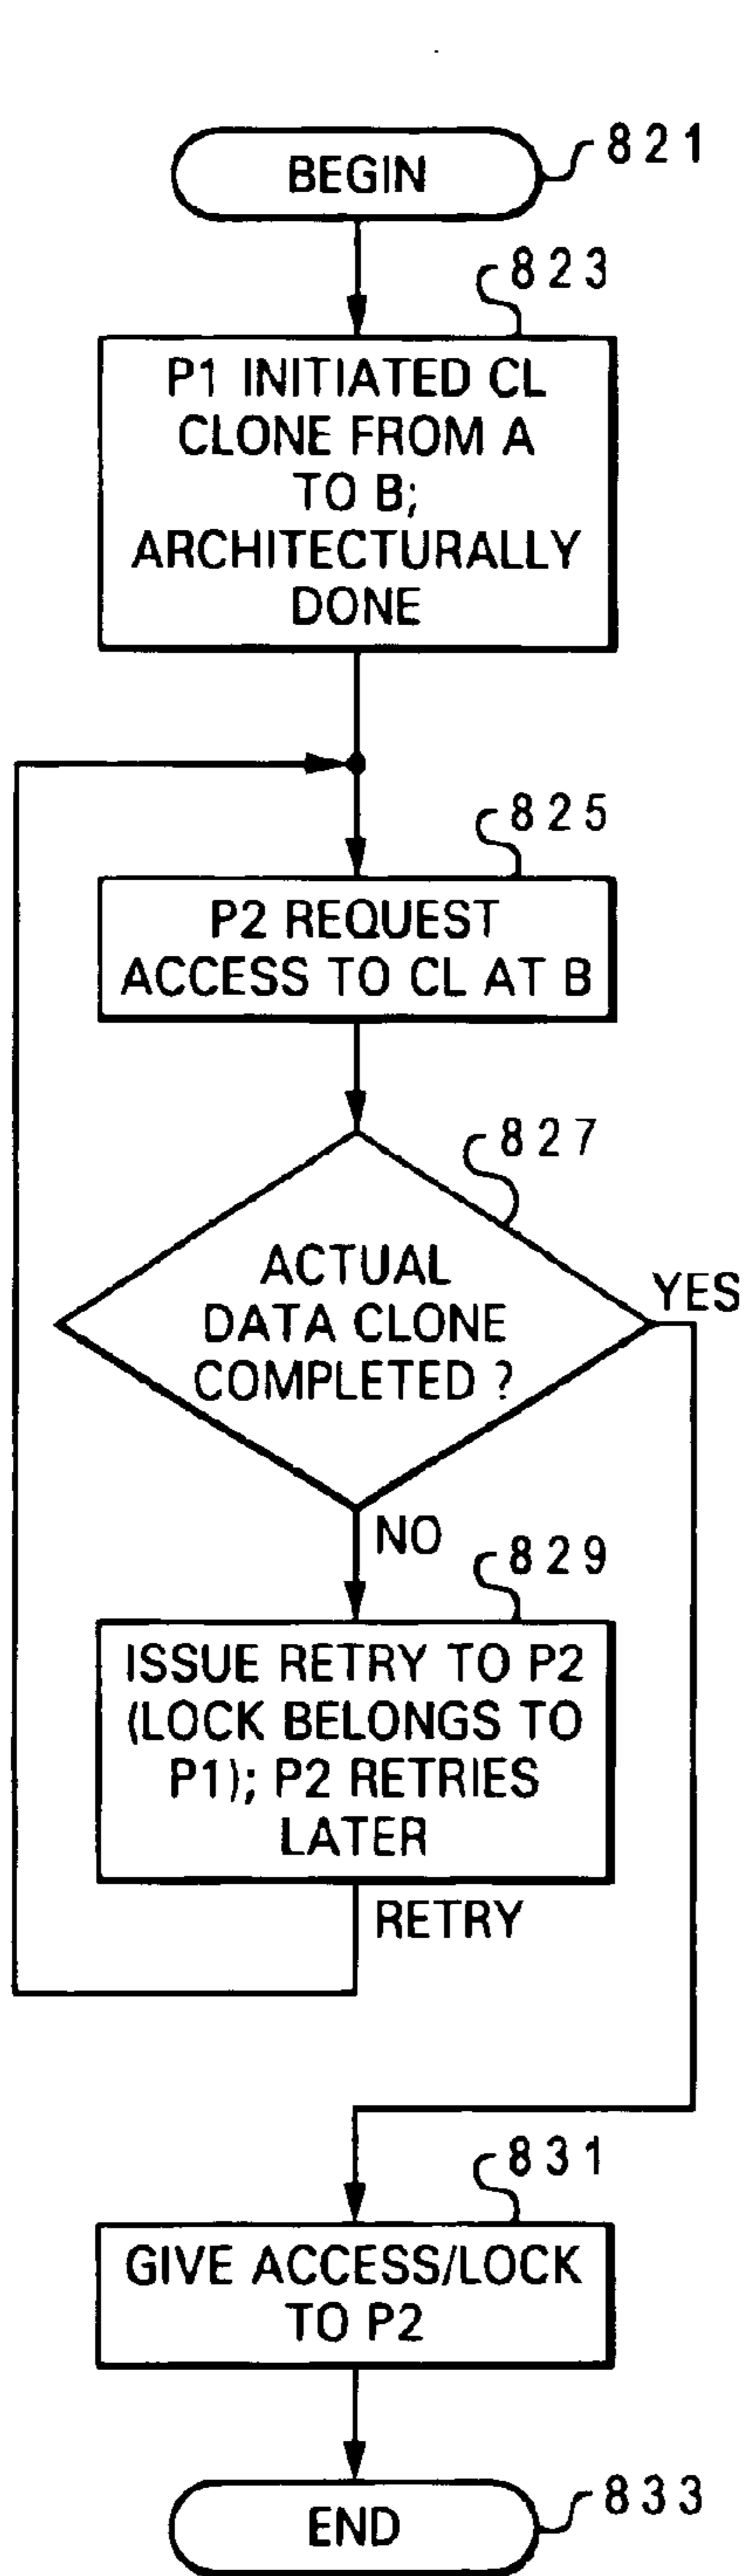 BEGIN
821
823
P1 INITIATED CL
CLONE FROM A
TO B;
ARCHITECTURALLY
DONE
825
P2 REQUEST
ACCESS TO CL AT B
827
ACTUAL
DATA CLONE
COMPLETED ?
YES
NO
829
ISSUE RETRY TO P2
(LOCK BELONGS TO
P1); P2 RETRIES
LATER
RETRY
831
GIVE ACCESS/LOCK
TO P2
END
833